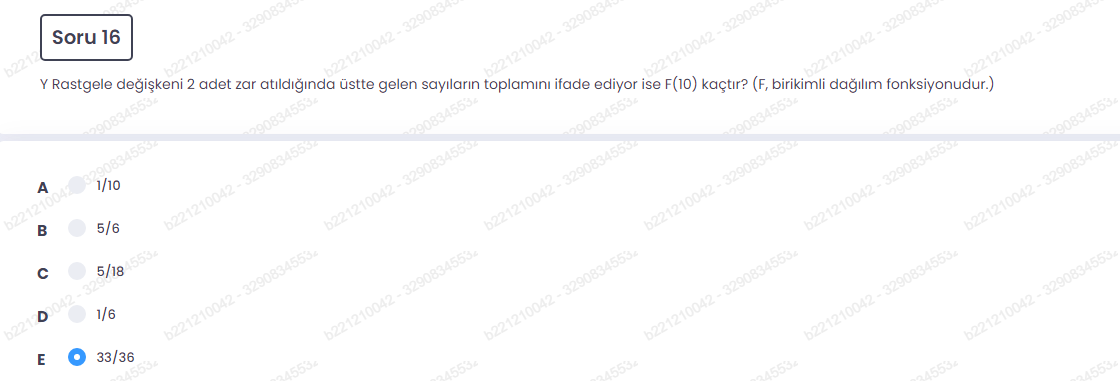 Soru 16
Y Rastgele değişkeni 2 adet zar atıldığında üstte gelen sayıların toplamını ifade ediyor ise F(10) kaçtır? (F, birikimli dağılım fonksiyonudur.)
A 1/10
B 5/6
C 5/18
D 1/6
E 33/36